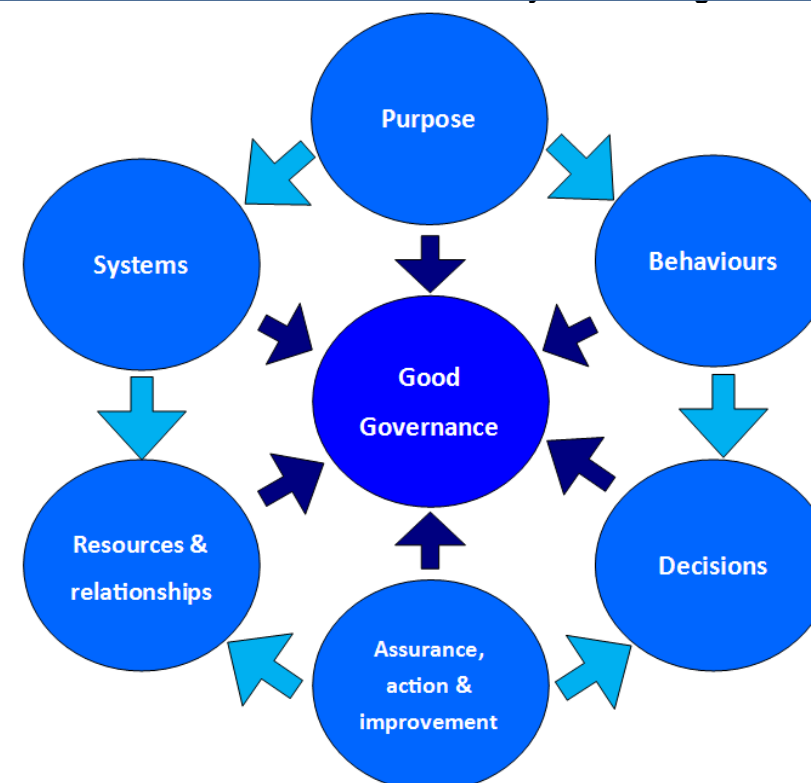 Purpose
Systems
Behaviours
Good
Governance
Resources &
relationships
Decisions
Assurance,
action &
improvement